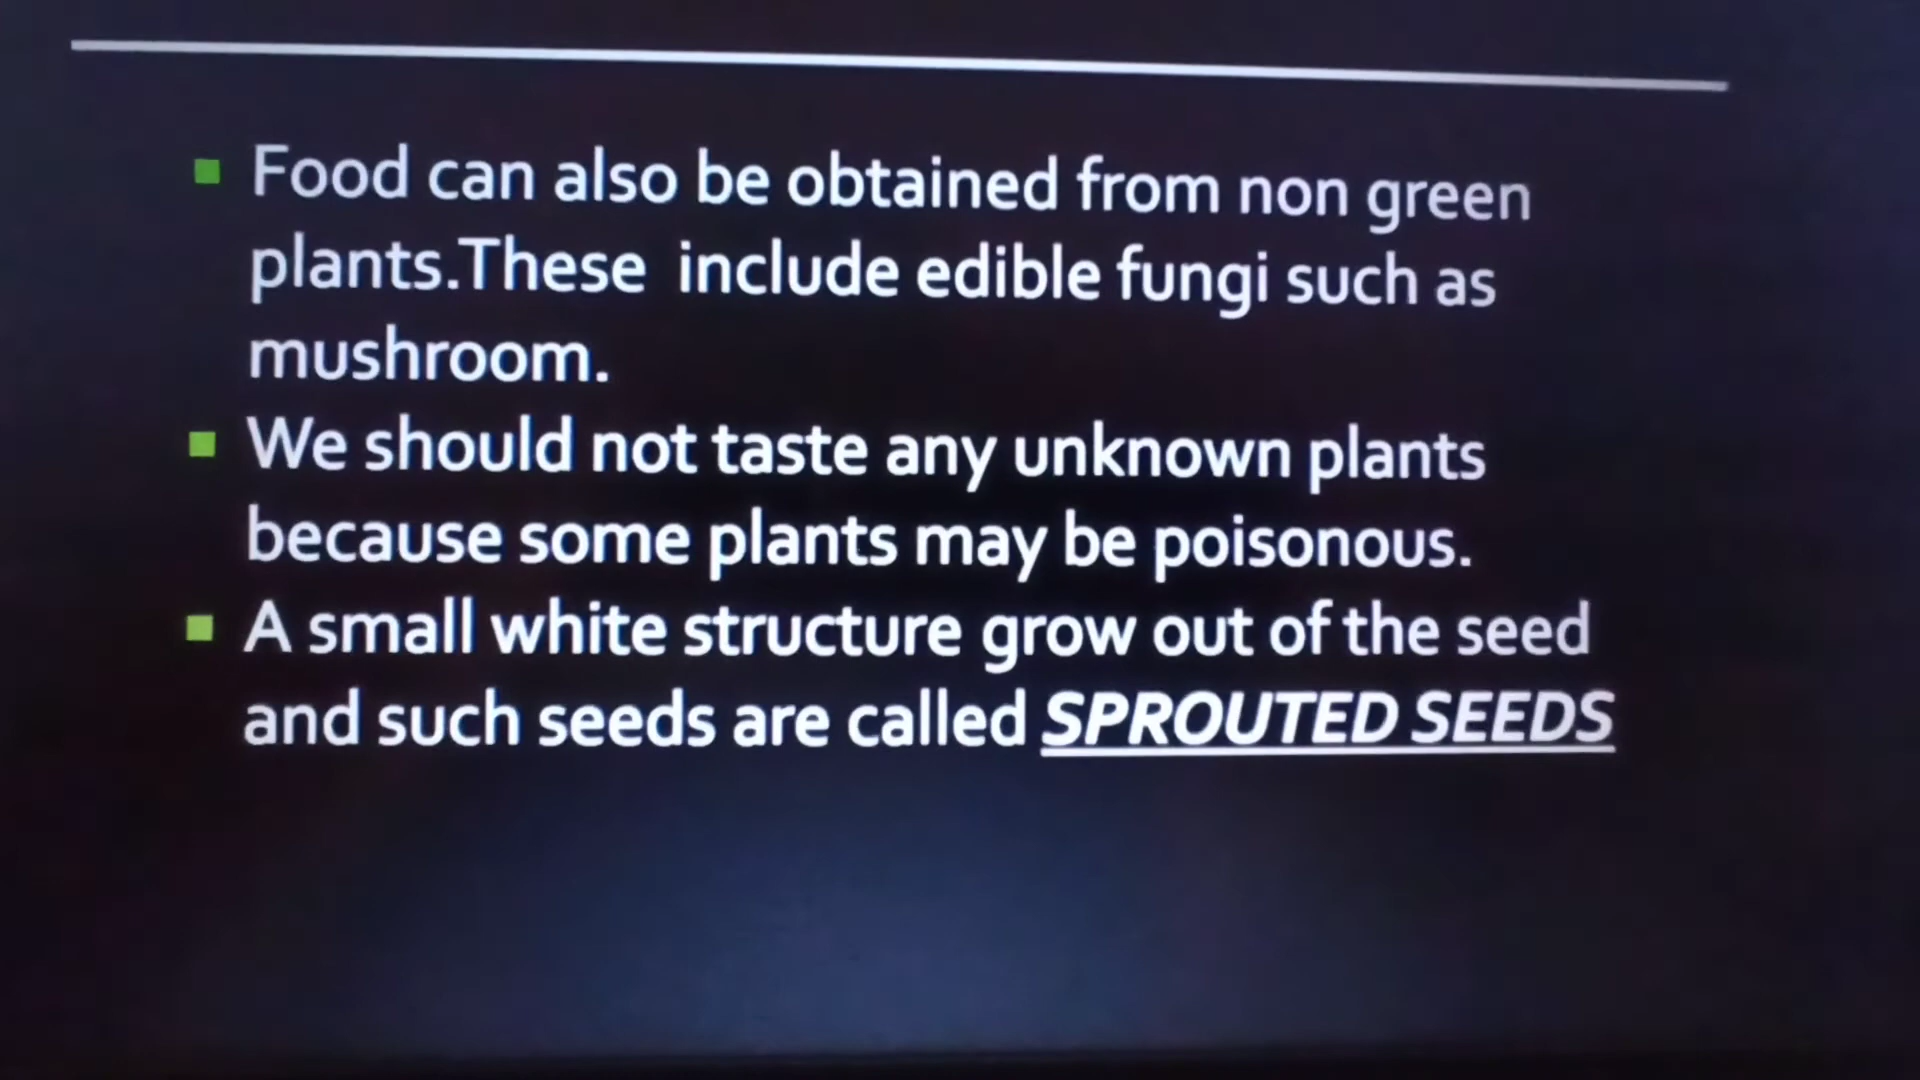 Food can also be obtained from non green
plants.These include edible fungi such as
mushroom.
We should not taste any unknown plants
because some plants may be poisonous.
A small white structure grow out of the seed
and such seeds are called SPROUTED SEEDS